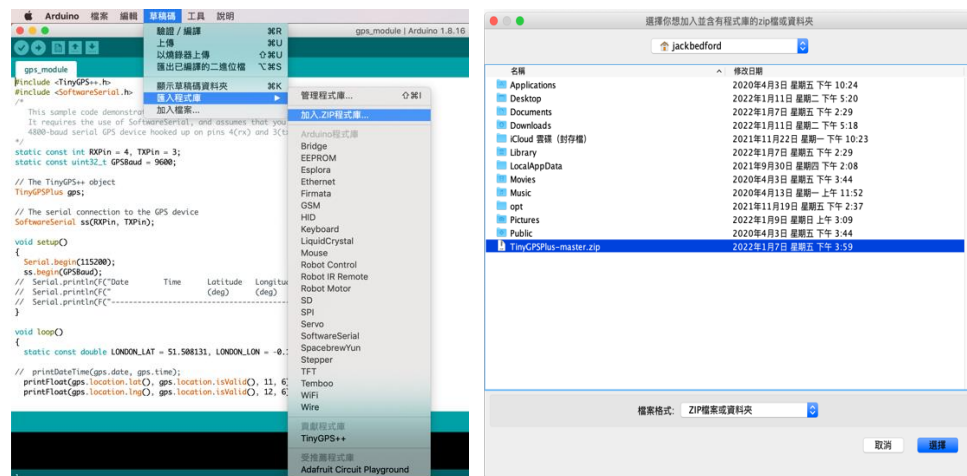 Arduino 檔案 編輯 草稿碼 工具 說明
gps_module | Arduino 1.8.16
驗證 / 編譯 ⌘R
上傳 ⌘U
以燒錄器上傳 ⇧⌘U
匯出已編譯的二進位檔 ⌥⌘S
顯示草稿碼資料夾 ⌘K
匯入程式庫 ▶
加入檔案...
管理程式庫... ⇧⌘I
加入.ZIP程式庫...
Arduino程式庫
Bridge
EEPROM
Esplora
Ethernet
Firmata
GSM
HID
Keyboard
LiquidCrystal
Mouse
Robot Control
Robot IR Remote
Robot Motor
SD
SPI
Servo
SoftwareSerial
SpacebrewYun
Stepper
TFT
Temboo
WiFi
Wire
貢獻程式庫
TinyGPS++
受推薦程式庫
Adafruit Circuit Playground
gps_module
#include <TinyGPS++.h>
#include <SoftwareSerial.h>
/*
This sample code demonstrat
It requires the use of SoftwareSerial, and assumes that you
4800-baud serial GPS device hooked up on pins 4(rx) and 3(t
*/
static const int RXPin = 4, TXPin = 3;
static const uint32_t GPSBaud = 9600;
// The TinyGPS++ object
TinyGPSPlus gps;
// The serial connection to the GPS device
SoftwareSerial ss(RXPin, TXPin);
void setup()
{
Serial.begin(115200);
ss.begin(GPSBaud);
// Serial.println(F("Date Time Latitude Longitud
// Serial.println(F(" (deg) (deg)
// Serial.println(F("----------------------------------------
}
void loop()
{
static const double LONDON_LAT = 51.508131, LONDON_LON = -0.
// printDateTime(gps.date, gps.time);
printFloat(gps.location.lat(), gps.location.isValid(), 11, 6)
printFloat(gps.location.lng(), gps.location.isValid(), 12, 6)
選擇你想加入並含有程式庫的zip檔或資料夾
jackbedford
名稱 修改日期
Applications 2020年4月3日 星期五 下午 10:24
Desktop 2022年1月11日 星期二 下午 5:20
Documents 2022年1月7日 星期五 下午 2:29
Downloads 2022年1月11日 星期二 下午 5:18
iCloud 雲碟（封存檔） 2021年11月22日 星期一 下午 10:23
Library 2022年1月7日 星期五 下午 2:29
LocalAppData 2021年9月30日 星期四 下午 2:08
Movies 2020年4月3日 星期五 下午 3:44
Music 2020年4月13日 星期一 上午 11:52
opt 2021年11月19日 星期五 下午 2:37
Pictures 2022年1月9日 星期日 上午 3:09
Public 2020年4月3日 星期五 下午 3:44
TinyGPSPlus-master.zip 2022年1月7日 星期五 下午 3:59
檔案格式: ZIP檔案或資料夾
取消 選擇